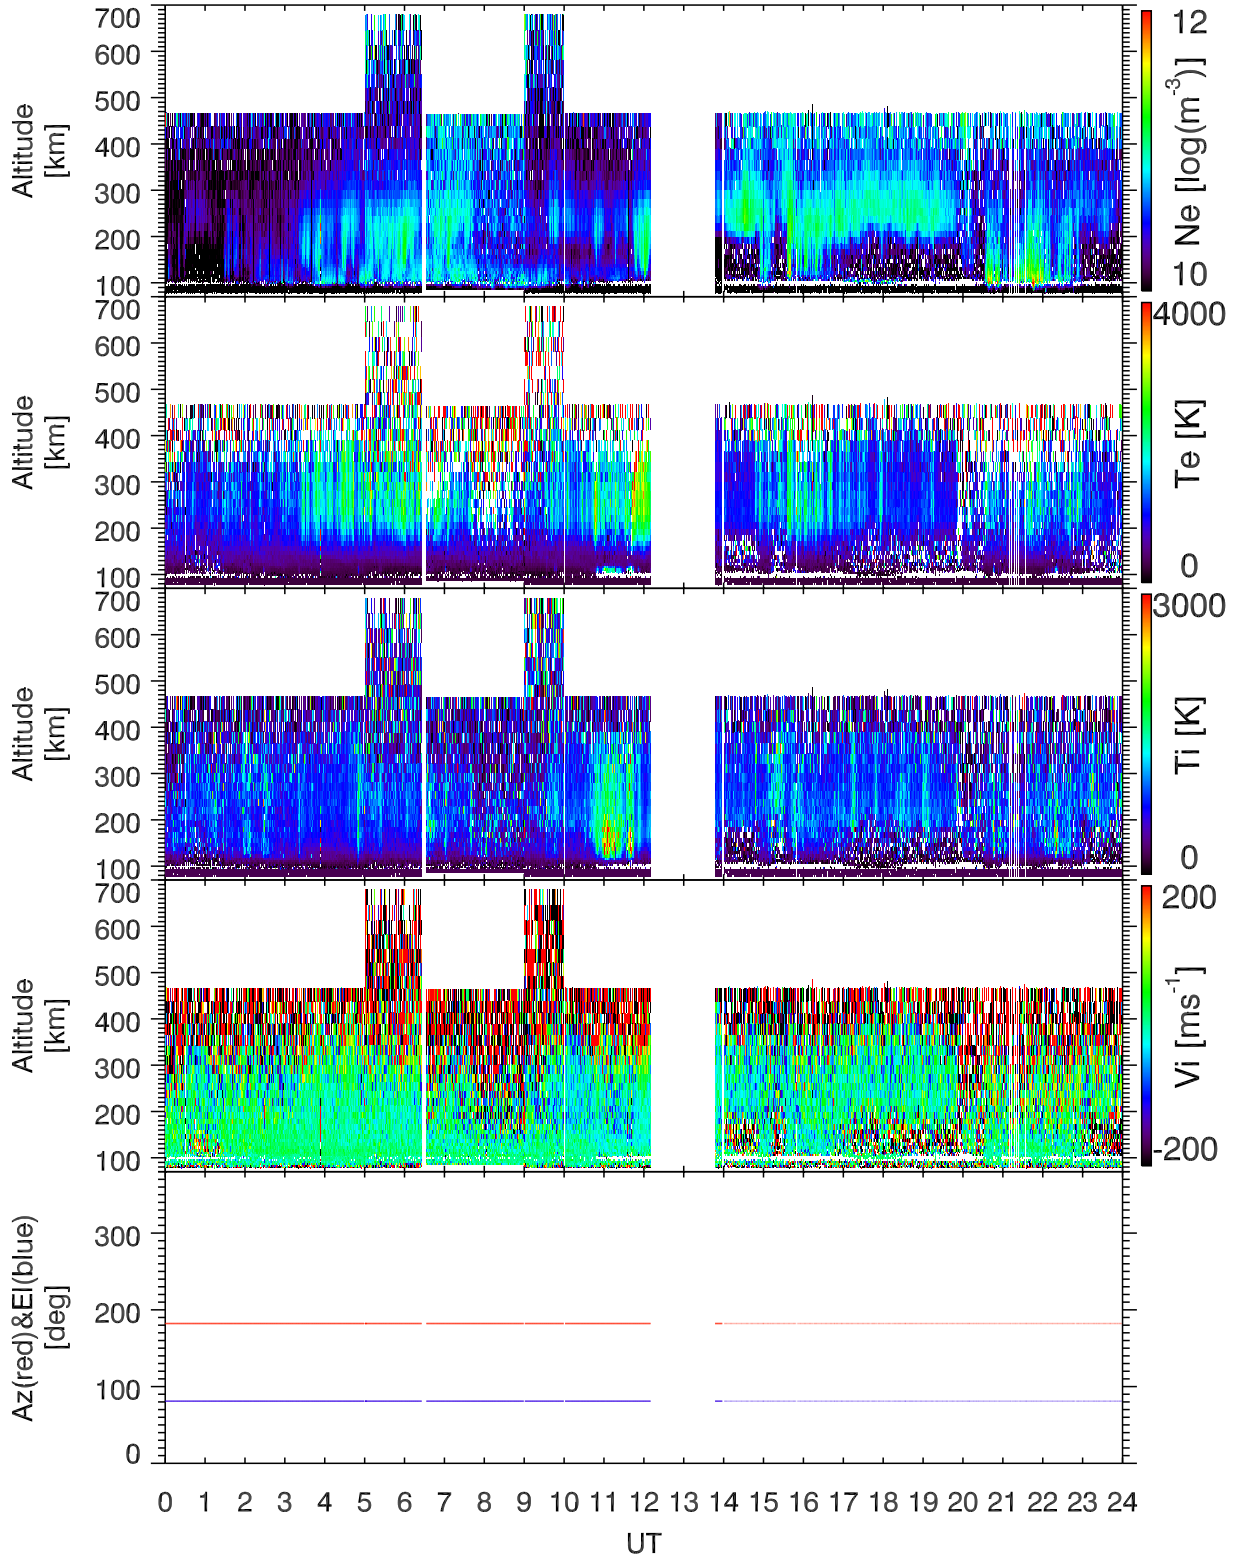 700
600
500
400
300
200
100
Altitude
[km]
12
Ne [log(m⁻³)]
10
700
600
500
400
300
200
100
Altitude
[km]
4000
Te [K]
0
700
600
500
400
300
200
100
Altitude
[km]
3000
Ti [K]
0
700
600
500
400
300
200
100
Altitude
[km]
200
Vi [ms⁻¹]
-200
300
200
100
0
Az(red)&El(blue)
[deg]
0 1 2 3 4 5 6 7 8 9 10 11 12 13 14 15 16 17 18 19 20 21 22 23 24
UT